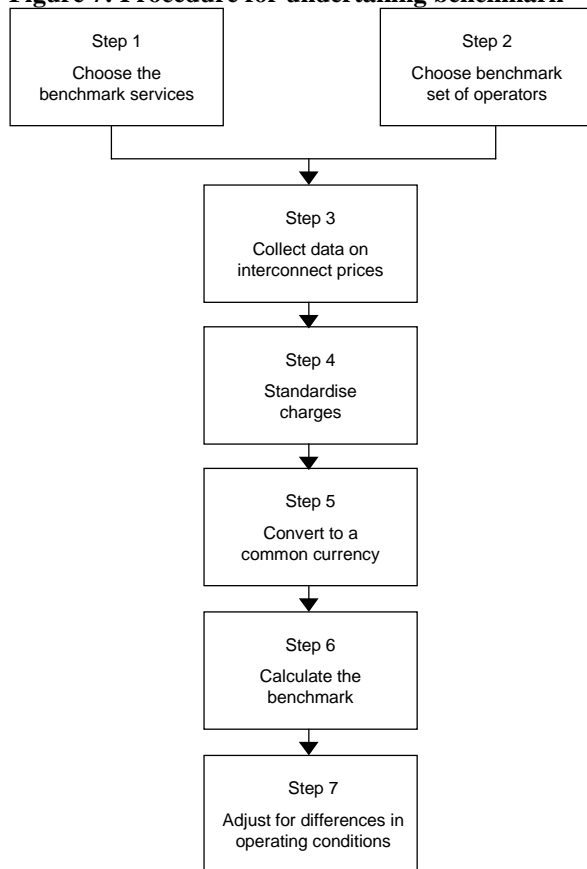 Figure 7. Procedure for undertaking benchmark
Step 1
Choose the
benchmark services
Step 2
Choose benchmark
set of operators
Step 3
Collect data on
interconnect prices
Step 4
Standardise
charges
Step 5
Convert to a
common currency
Step 6
Calculate the
benchmark
Step 7
Adjust for differences in
operating conditions